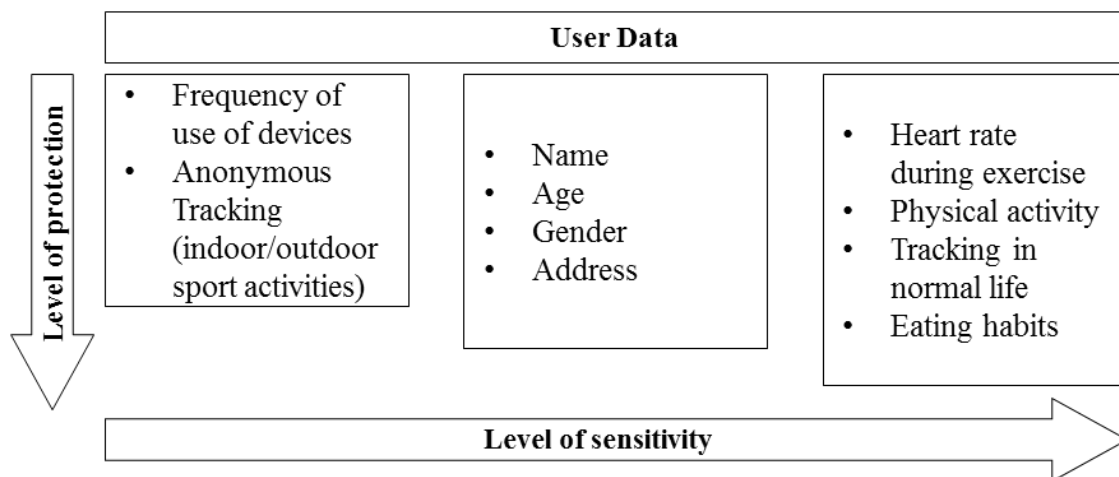 User Data
Level of protection
• Frequency of
use of devices
• Anonymous
Tracking
(indoor/outdoor
sport activities)
• Name
• Age
• Gender
• Address
• Heart rate
during exercise
• Physical activity
• Tracking in
normal life
• Eating habits
Level of sensitivity